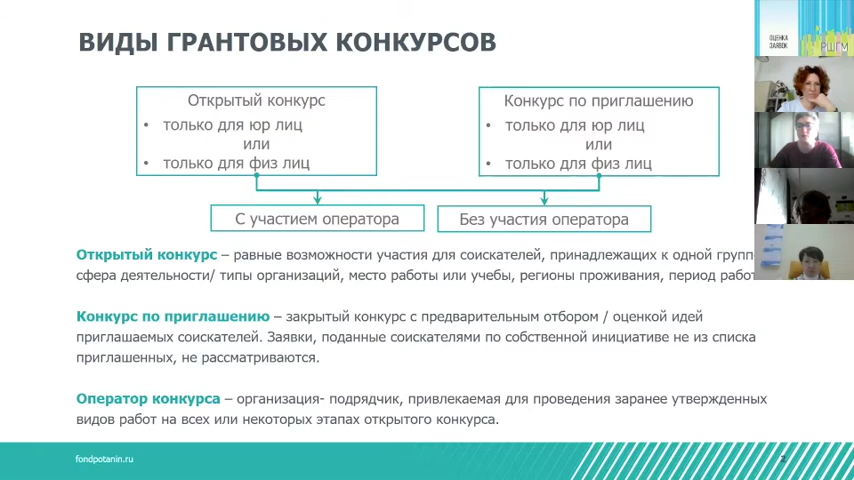 ВИДЫ ГРАНТОВЫХ КОНКУРСОВ
ОЦЕНКА
ЗАЯВОК
РШГМ
Открытый конкурс
• только для юр лиц
или
• только для физ лиц
Конкурс по приглашению
• только для юр лиц
или
• только для физ лиц
С участием оператора
Без участия оператора
Открытый конкурс – равные возможности участия для соискателей, принадлежащих к одной групп
сфера деятельности/ типы организаций, место работы или учебы, регионы проживания, период работ
Конкурс по приглашению – закрытый конкурс с предварительным отбором / оценкой идей
приглашаемых соискателей. Заявки, поданные соискателями по собственной инициативе не из списка
приглашенных, не рассматриваются.
Оператор конкурса – организация- подрядчик, привлекаемая для проведения заранее утвержденных
видов работ на всех или некоторых этапах открытого конкурса.
fondpotanin.ru